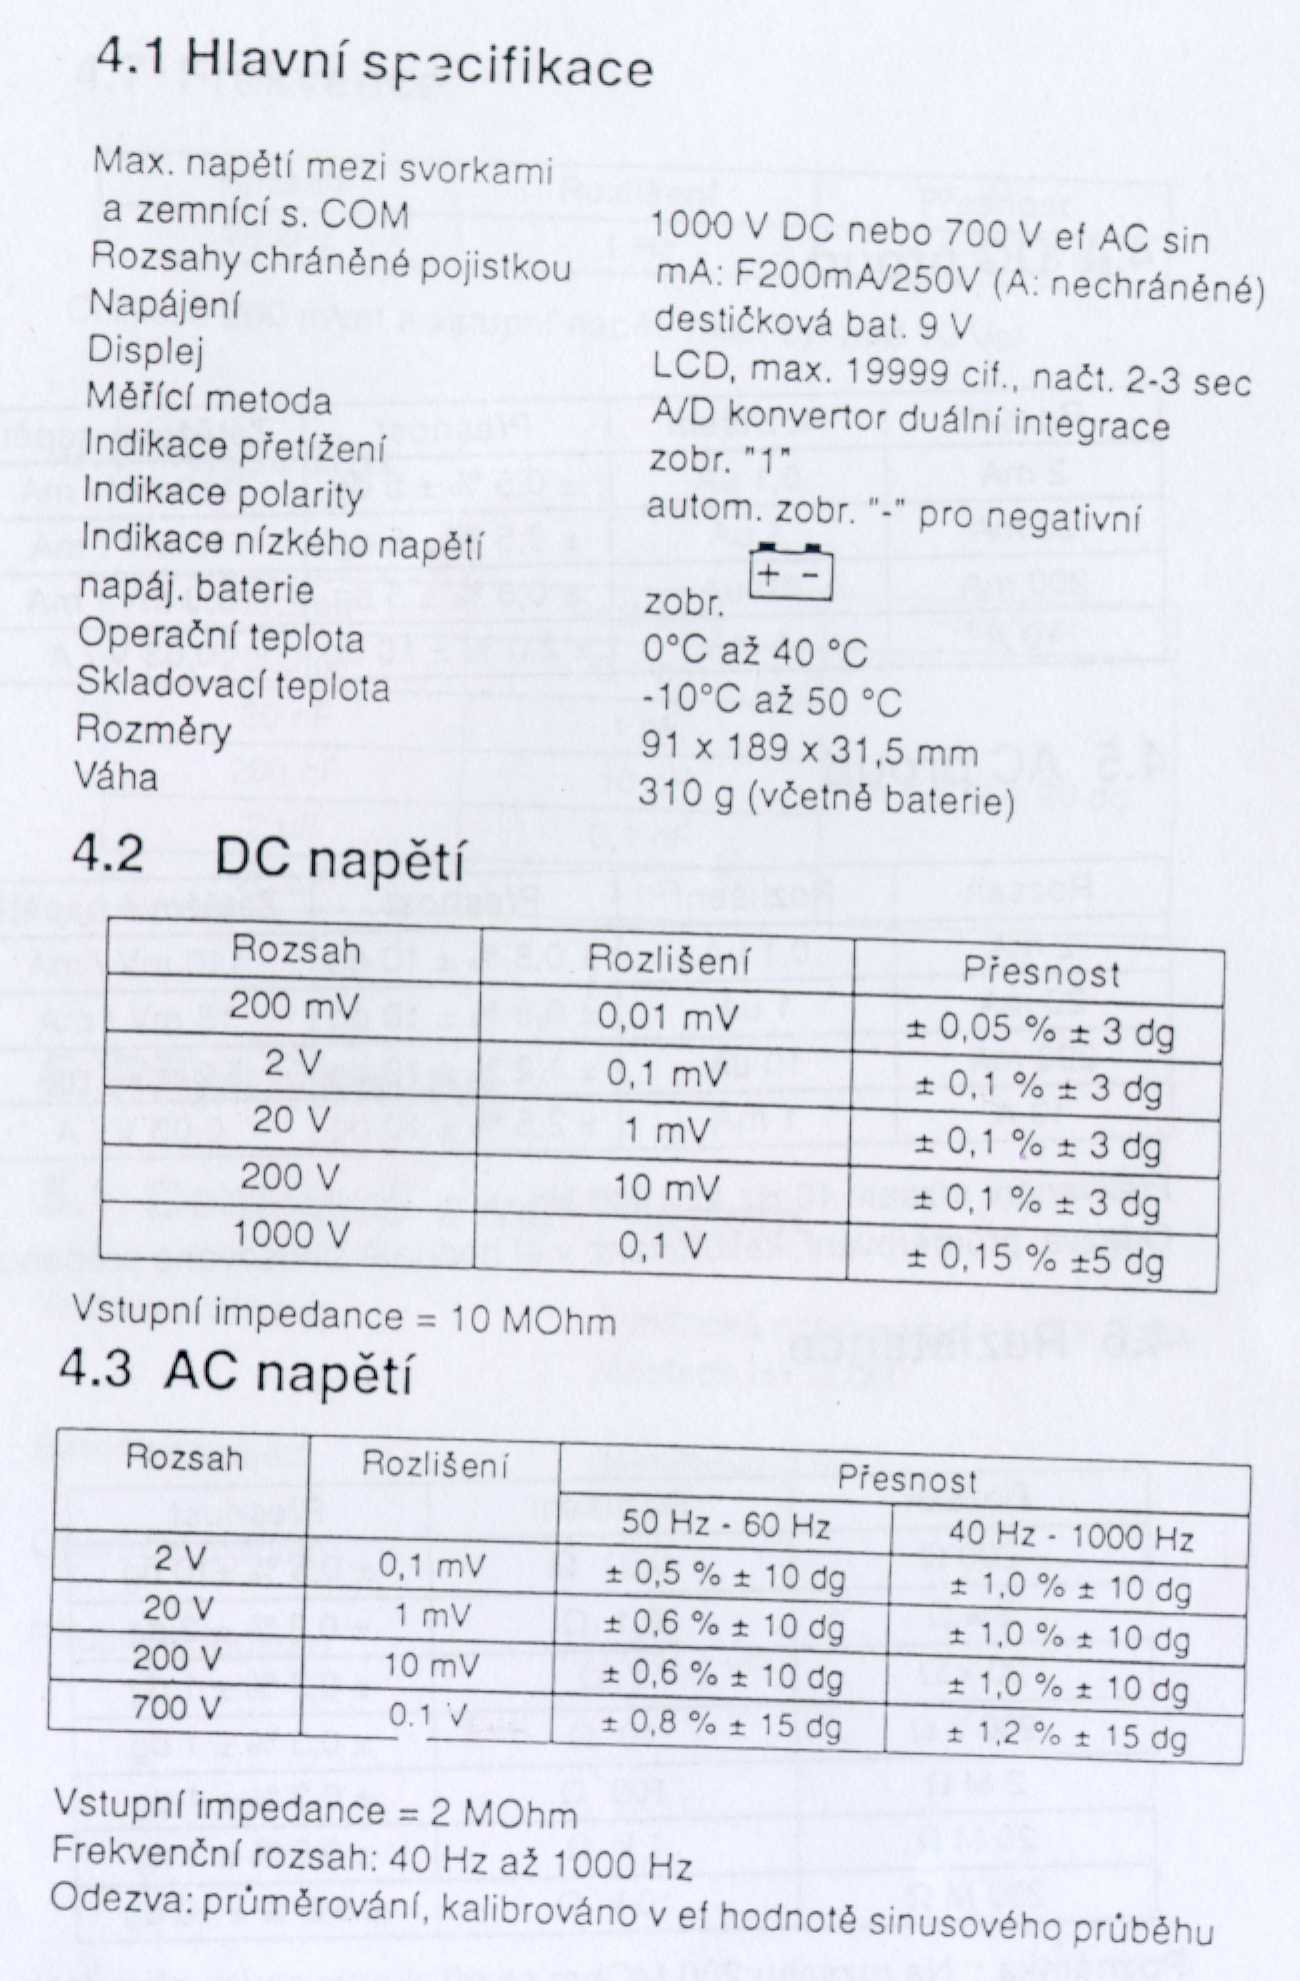 4.1 Hlavní specifikace
Max. napětí mezi svorkami
a zemnící s. COM 1000 V DC nebo 700 V ef AC sin
Rozsahy chráněné pojistkou mA: F200mA/250V (A: nechráněné)
Napájení destičková bat. 9 V
Displej LCD, max. 19999 cif., načt. 2-3 sec
Měřící metoda A/D konvertor duální integrace
Indikace přetížení zobr. "1"
Indikace polarity autom. zobr. "-" pro negativní
Indikace nízkého napětí
napáj. baterie zobr. + -
Operační teplota 0°C až 40 °C
Skladovací teplota -10°C až 50 °C
Rozměry 91 x 189 x 31,5 mm
Váha 310 g (včetně baterie)
4.2 DC napětí
Rozsah Rozlišení Přesnost
200 mV 0,01 mV ± 0,05 % ± 3 dg
2 V 0,1 mV ± 0,1 % ± 3 dg
20 V 1 mV ± 0,1 % ± 3 dg
200 V 10 mV ± 0,1 % ± 3 dg
1000 V 0,1 V ± 0,15 % ±5 dg
Vstupní impedance = 10 MOhm
4.3 AC napětí
Rozsah Rozlišení Přesnost
50 Hz - 60 Hz 40 Hz - 1000 Hz
2 V 0,1 mV ± 0,5 % ± 10 dg ± 1,0 % ± 10 dg
20 V 1 mV ± 0,6 % ± 10 dg ± 1,0 % ± 10 dg
200 V 10 mV ± 0,6 % ± 10 dg ± 1,0 % ± 10 dg
700 V 0.1 V ± 0,8 % ± 15 dg ± 1,2% ± 15 dg
Vstupní impedance = 2 MOhm
Frekvenční rozsah: 40 Hz až 1000 Hz
Odezva: průměrování, kalibrováno v ef hodnotě sinusového průběhu